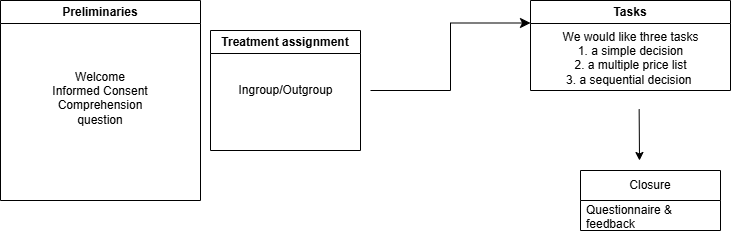 Preliminaries
Welcome
Informed Consent
Comprehension
question
Treatment assignment
Ingroup/Outgroup
Tasks
We would like three tasks
1. a simple decision
2. a multiple price list
3. a sequential decision
Closure
Questionnaire &
feedback